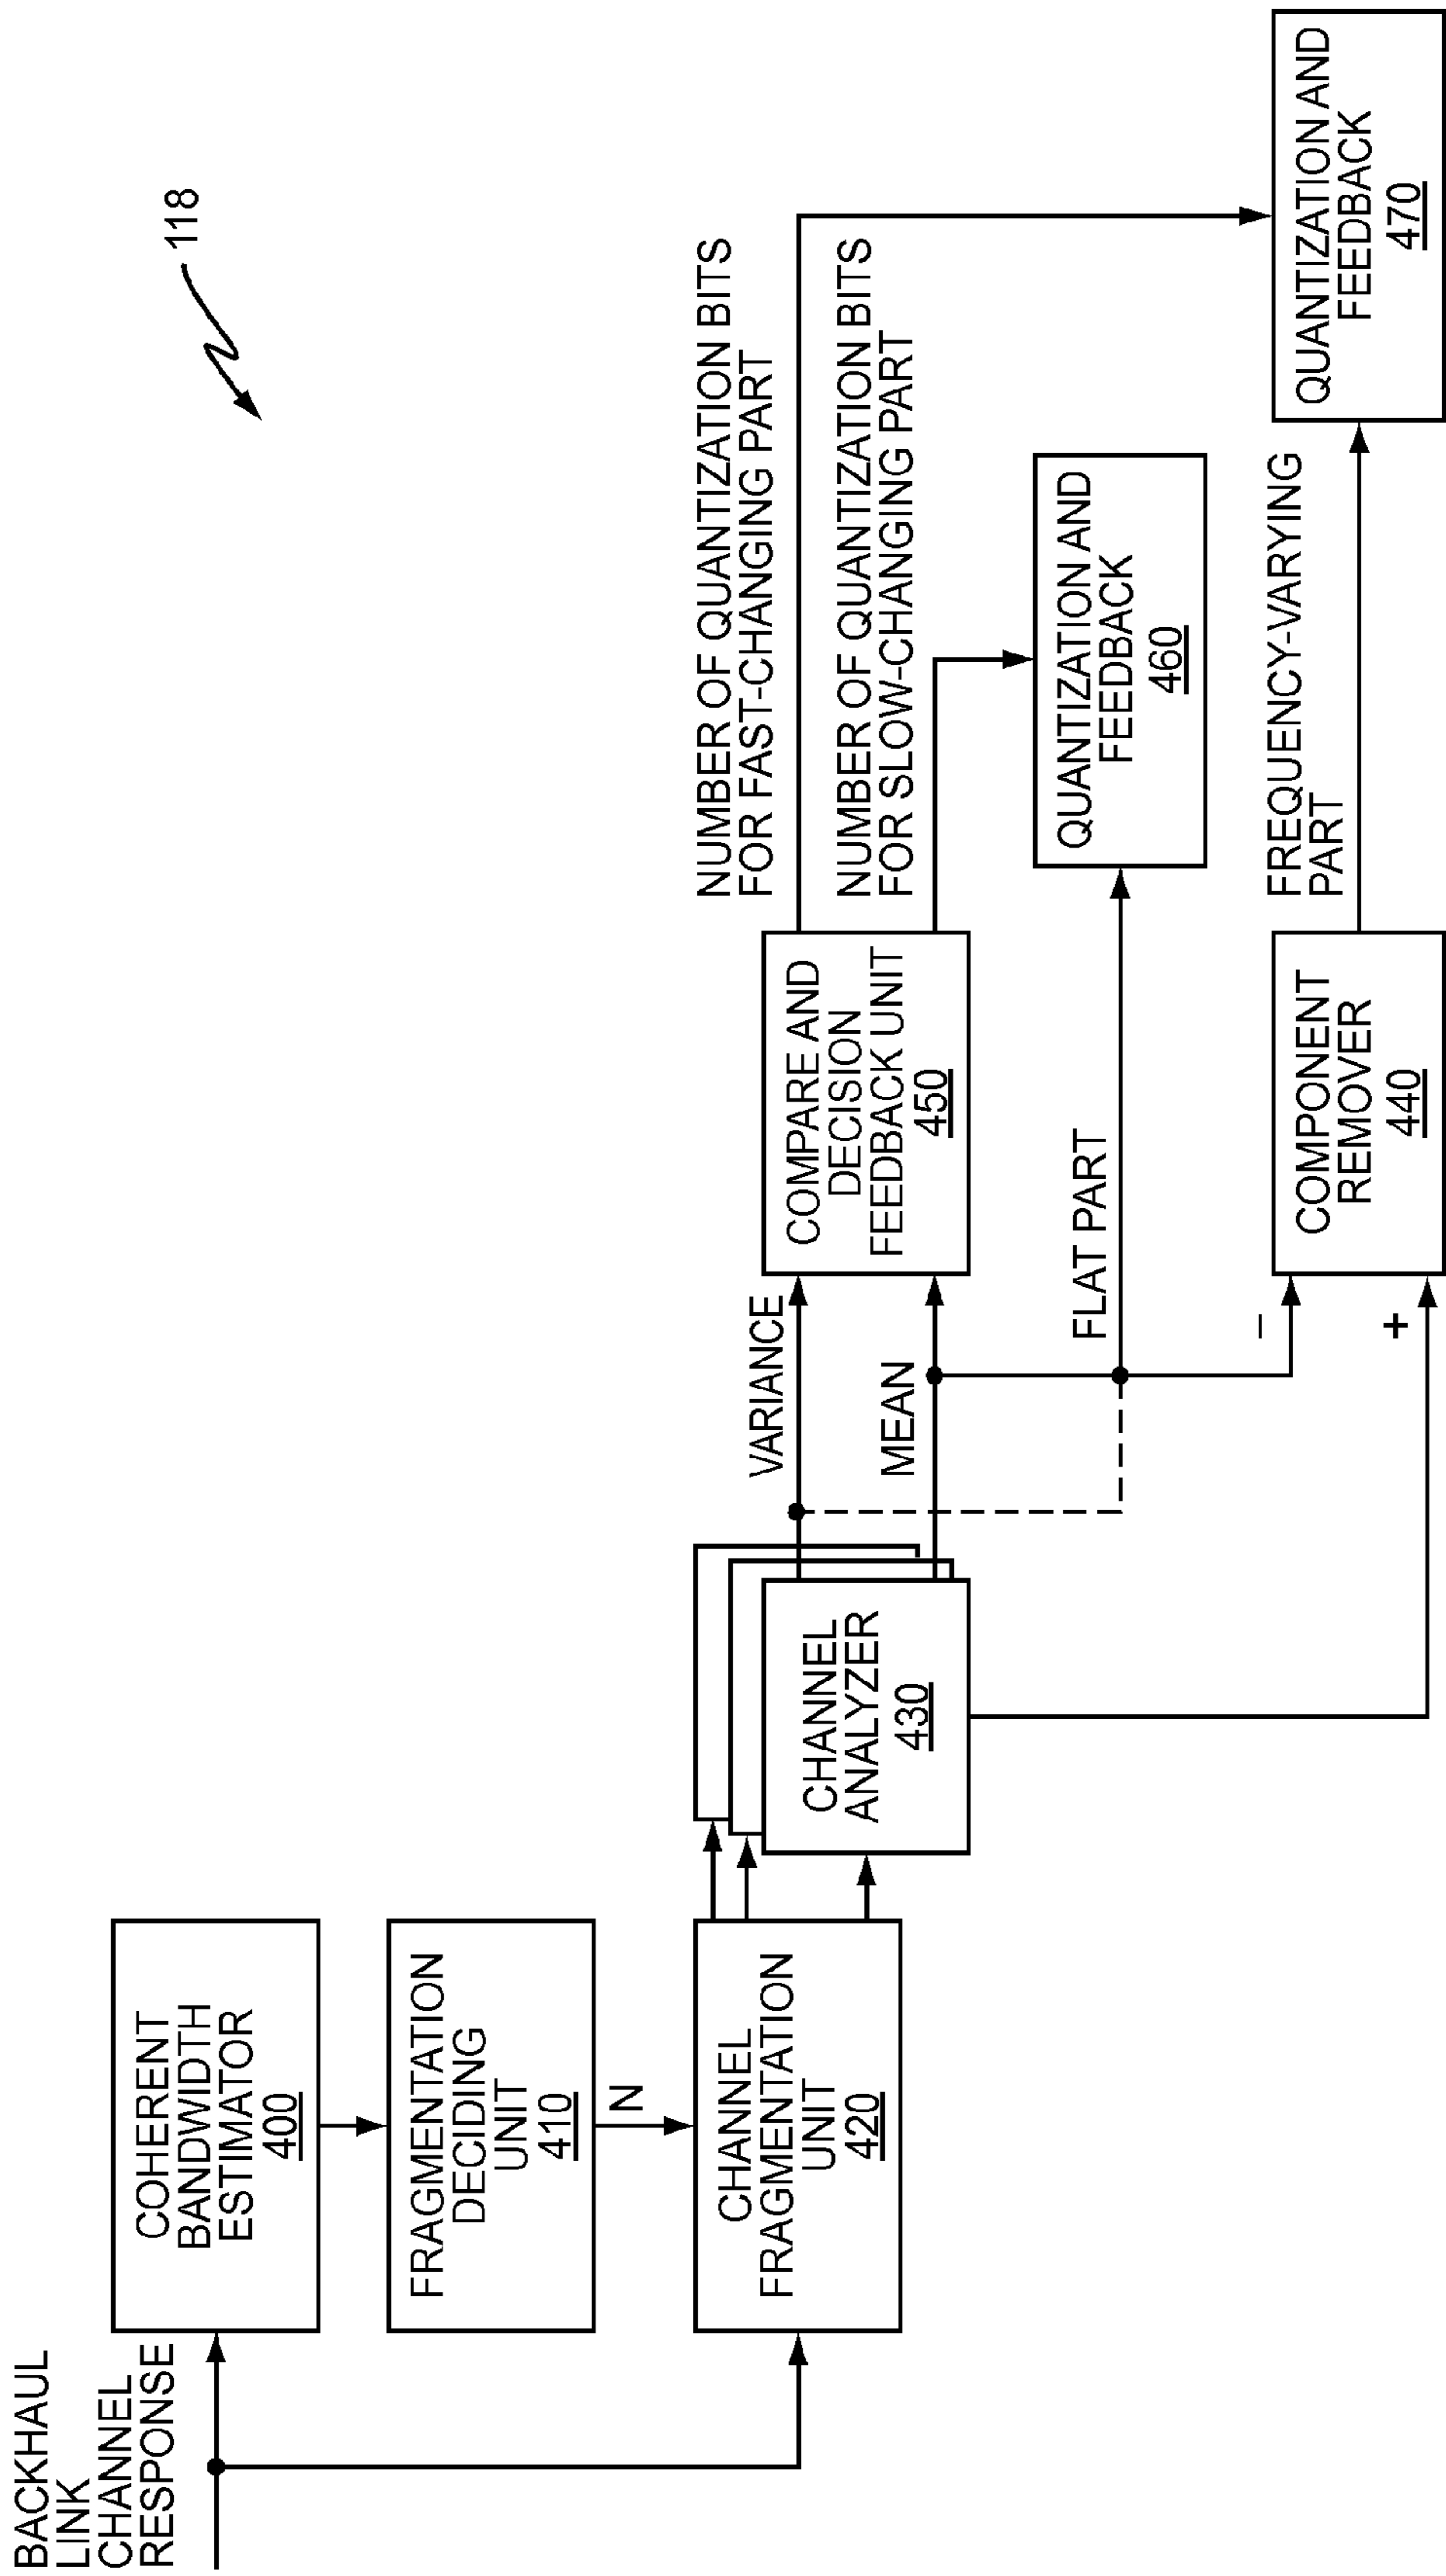 118
BACKHAUL
LINK
CHANNEL
RESPONSE
COHERENT
BANDWIDTH
ESTIMATOR
400
FRAGMENTATION
DECIDING
UNIT
410
N
CHANNEL
FRAGMENTATION
UNIT
420
CHANNEL
ANALYZER
430
VARIANCE
MEAN
COMPARE AND
DECISION
FEEDBACK UNIT
450
NUMBER OF QUANTIZATION BITS
FOR FAST-CHANGING PART
NUMBER OF QUANTIZATION BITS
FOR SLOW-CHANGING PART
FLAT PART
QUANTIZATION AND
FEEDBACK
460
−
+
COMPONENT
REMOVER
440
FREQUENCY-VARYING
PART
QUANTIZATION AND
FEEDBACK
470